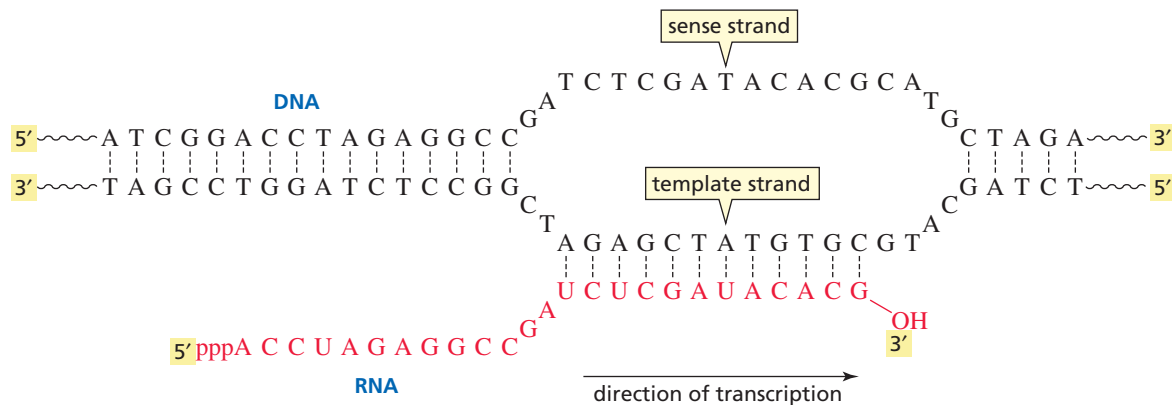 sense strand
T C T C G A T A C A C G C A
DNA
G A
T G
5′ A T C G G A C C T A G A G G C C
C T A G A 3′
3′ T A G C C T G G A T C T C C G G
G A T C T 5′
template strand
C T
A C
A G A G C T A T G T G C G T
U C U C G A U A C A C G
OH
3′
G A
5′ pppA C C U A G A G G C C
RNA
direction of transcription